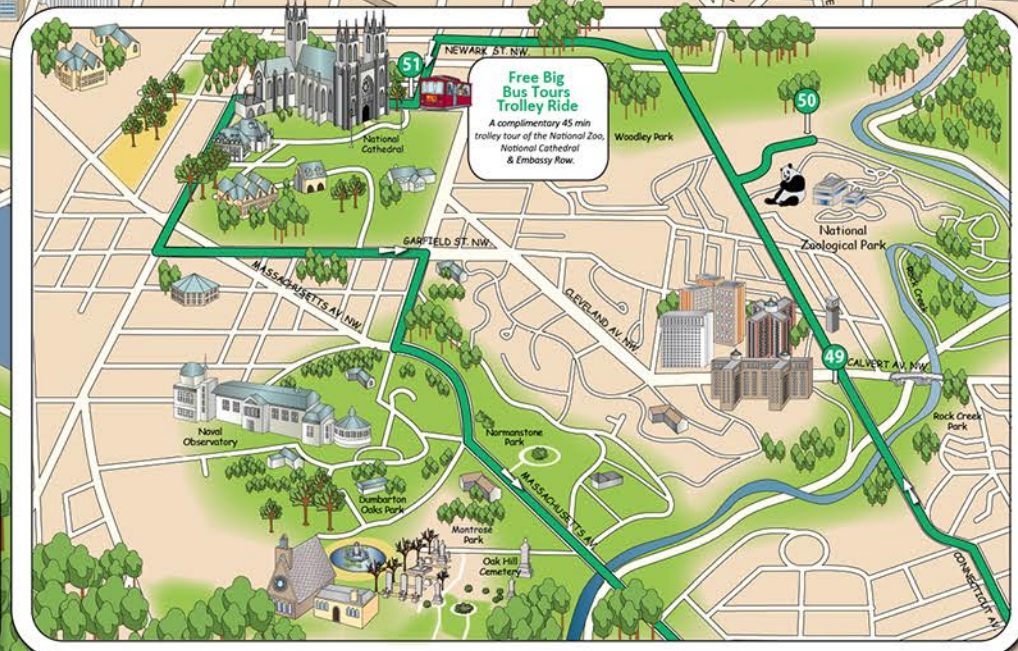 NEWARK ST. NW.
51
Free Big
Bus Tours
Trolley Ride
A complimentary 45 min
trolley tour of the National Zoo,
National Cathedral
& Embassy Row.
50
Woodley Park
National
Cathedral
National
Zoological Park
GARFIELD ST. NW.
MASSACHUSETTS AV. NW.
CLEVELAND AV. NW.
Rock Creek
49
CALVERT AV. NW.
Rock Creek
Park
Naval
Observatory
Normanstone
Park
Dumbarton
Oaks Park
MASSACHUSETTS AV.
Montrose
Park
Oak Hill
Cemetery
CONNECTICUT AV.